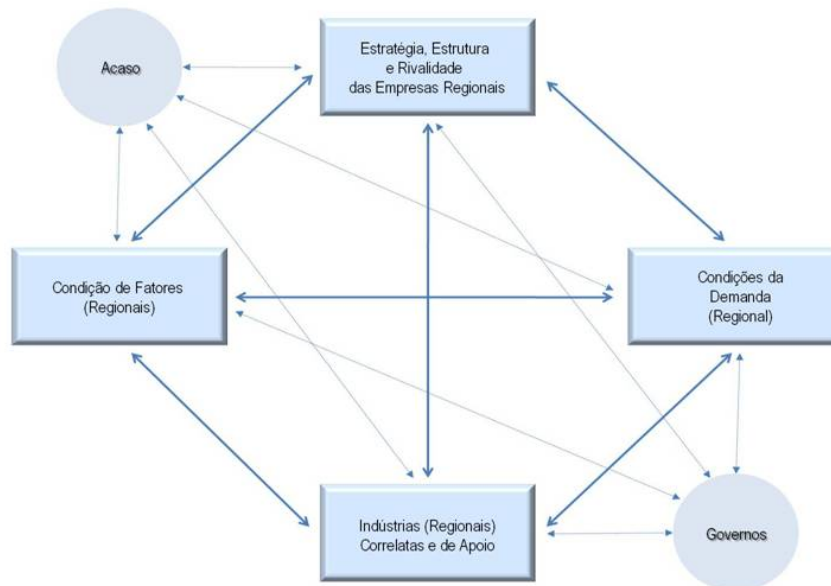 Estratégia, Estrutura
e Rivalidade
das Empresas Regionais
Acaso
Condição de Fatores
(Regionais)
Condições da
Demanda
(Regional)
Indústrias (Regionais)
Correlatas e de Apoio
Governos